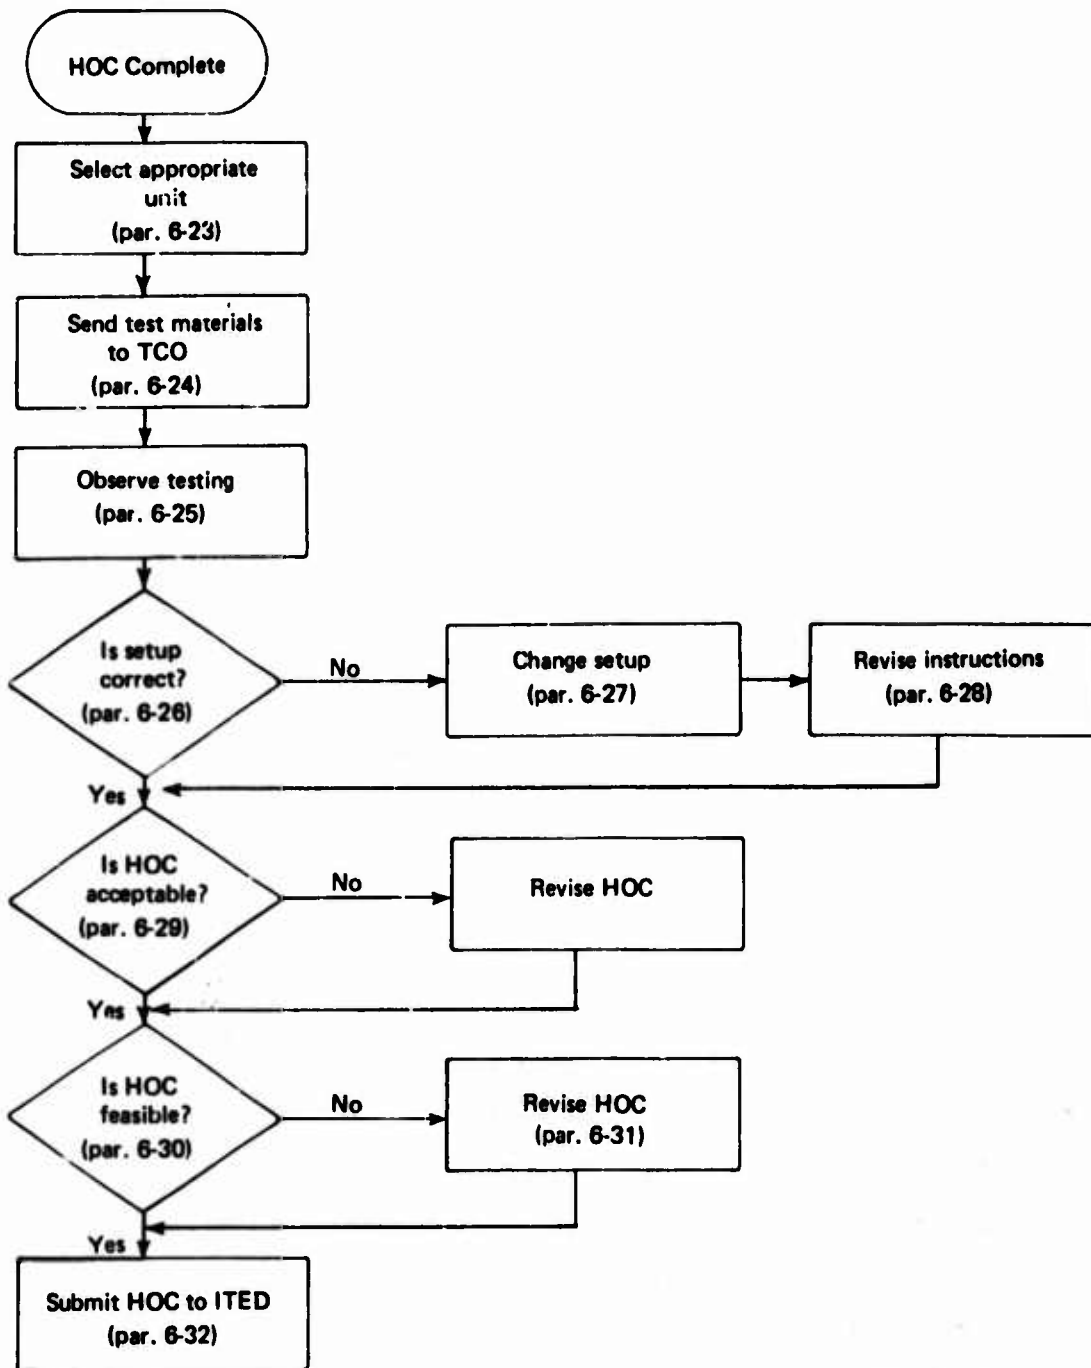 HOC Complete
Select appropriate
unit
(par. 6-23)
Send test materials
to TCO
(par. 6-24)
Observe testing
(par. 6-25)
Is setup
correct?
(par. 6-26)
No
Change setup
(par. 6-27)
Revise instructions
(par. 6-28)
Yes
Is HOC
acceptable?
(par. 6-29)
No
Revise HOC
Yes
Is HOC
feasible?
(par. 6-30)
No
Revise HOC
(par. 6-31)
Yes
Submit HOC to ITED
(par. 6-32)